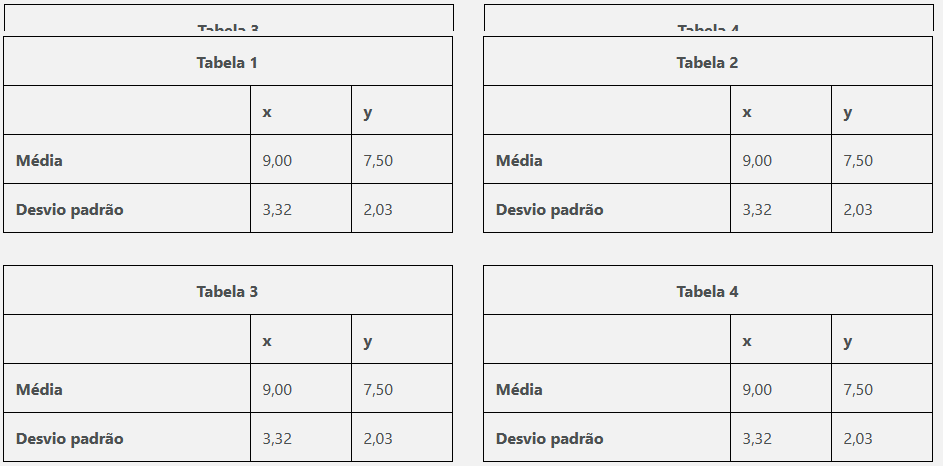 Tabela 3 Tabela 4
Tabela 1 Tabela 2
x y x y
Média 9,00 7,50 Média 9,00 7,50
Desvio padrão 3,32 2,03 Desvio padrão 3,32 2,03
Tabela 3 Tabela 4
x y x y
Média 9,00 7,50 Média 9,00 7,50
Desvio padrão 3,32 2,03 Desvio padrão 3,32 2,03